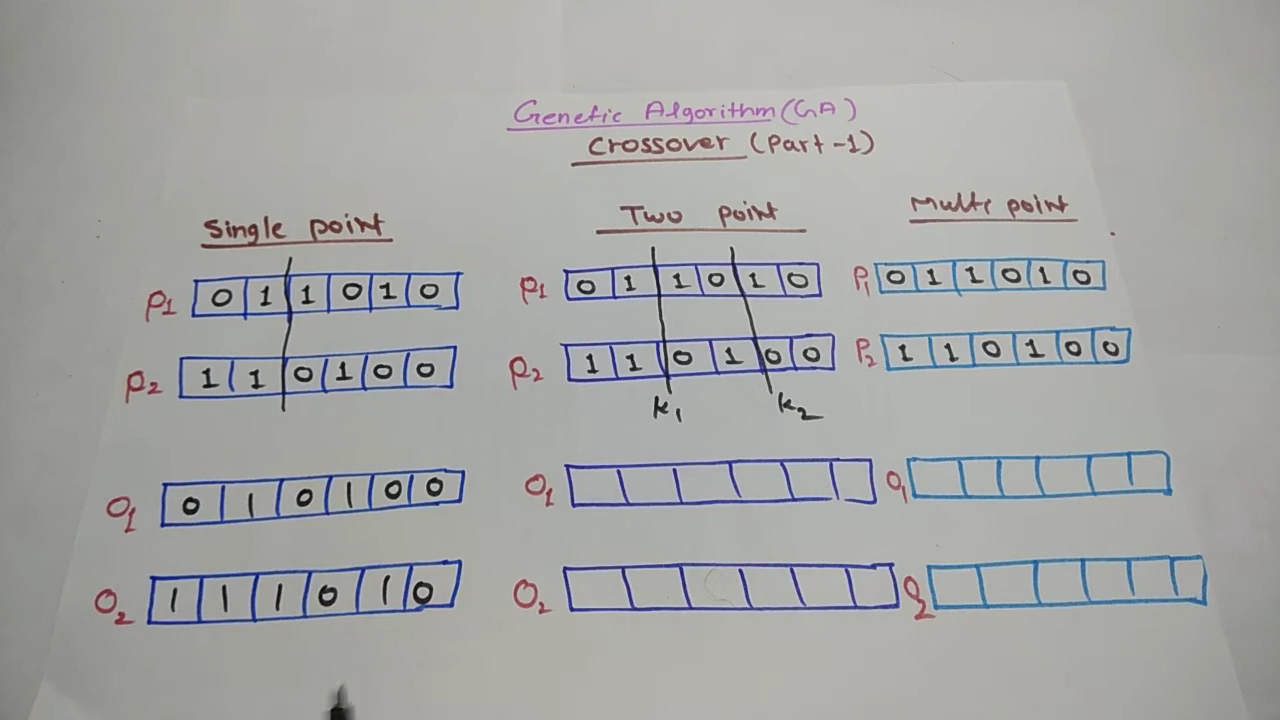 Genetic Algorithm (GA)
Crossover (Part-1)
Single point Two point Multi point
P1 0 1 1 0 1 0 P1 0 1 1 0 1 0 P1 0 1 1 0 1 0
P2 1 1 0 1 0 0 P2 1 1 0 1 0 0 P2 1 1 0 1 0 0
K1 K2
O1 0 1 0 1 0 0 O1 O1
O2 1 1 1 0 1 0 O2 O2